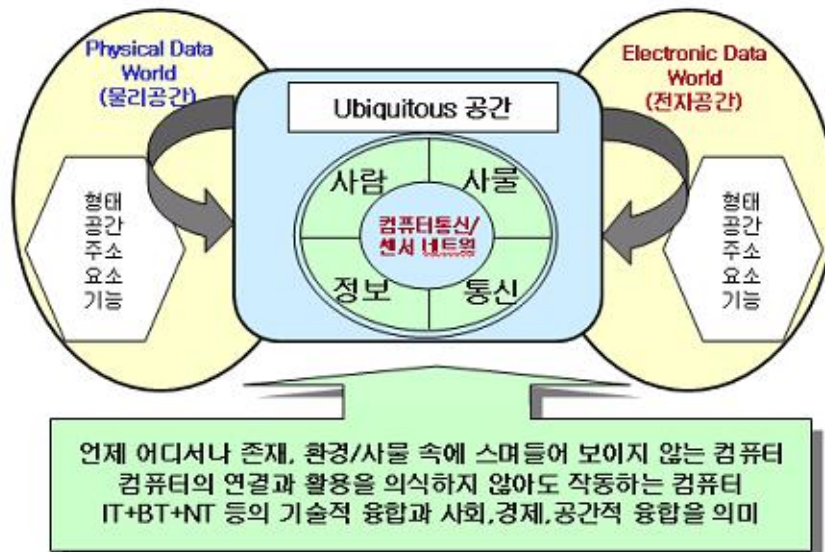 Physical Data
World
(물리공간)
Electronic Data
World
(전자공간)
Ubiquitous 공간
사람
사물
컴퓨터통신/
센서 네트웍
정보
통신
형태
공간
주소
요소
기능
형태
공간
주소
요소
기능
언제 어디서나 존재, 환경/사물 속에 스며들어 보이지 않는 컴퓨터
컴퓨터의 연결과 활용을 의식하지 않아도 작동하는 컴퓨터
IT+BT+NT 등의 기술적 융합과 사회,경제,공간적 융합을 의미